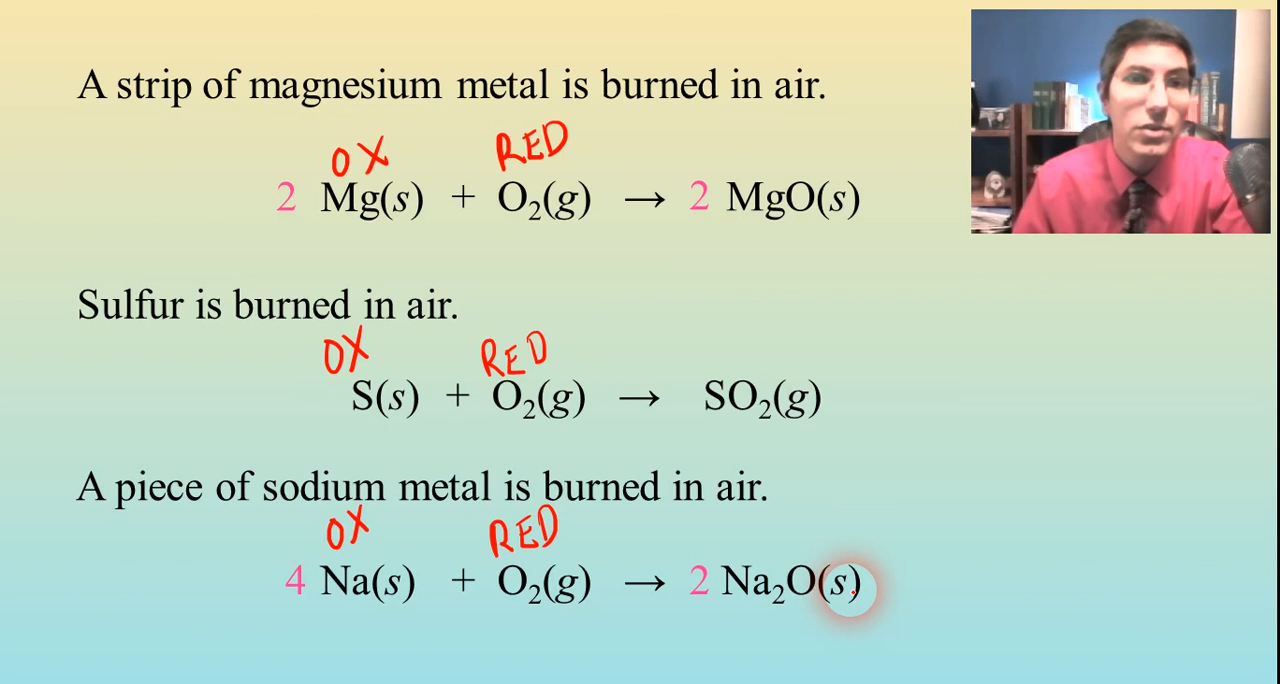 A strip of magnesium metal is burned in air.
OX RED
2 Mg(s) + O₂(g) → 2 MgO(s)
Sulfur is burned in air.
OX RED
S(s) + O₂(g) → SO₂(g)
A piece of sodium metal is burned in air.
OX RED
4 Na(s) + O₂(g) → 2 Na₂O(s)